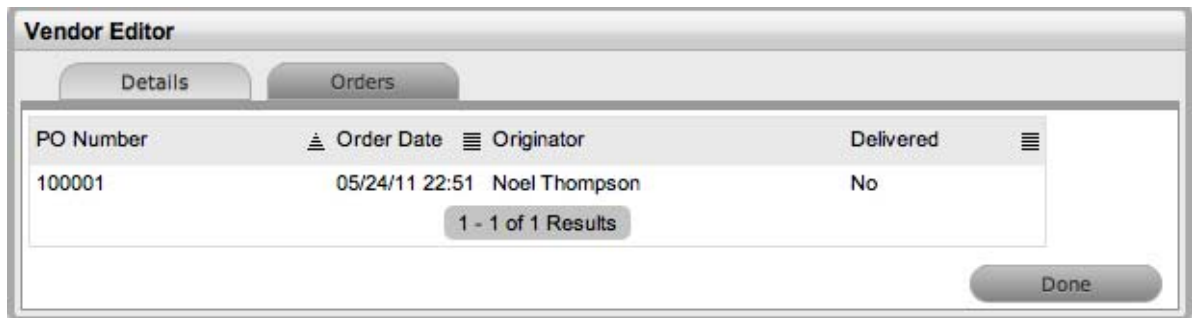 Vendor Editor
Details Orders
PO Number Order Date Originator Delivered
100001 05/24/11 22:51 Noel Thompson No
1 - 1 of 1 Results
Done